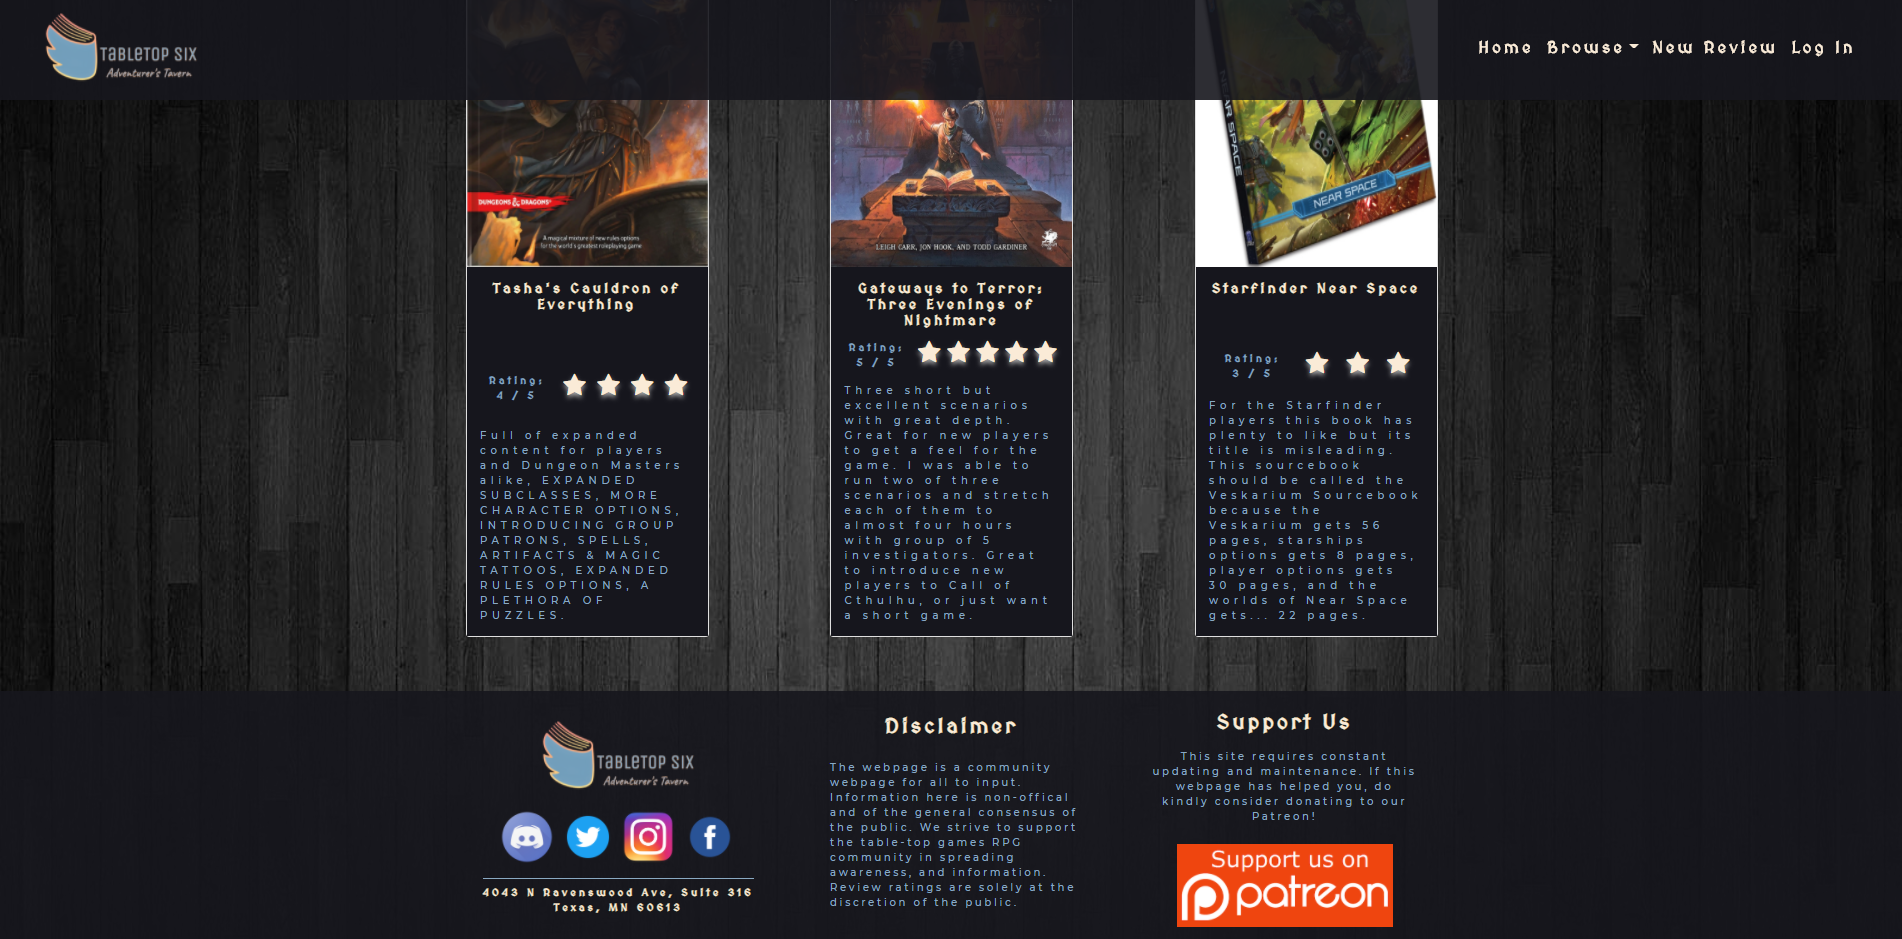 TABLETOP SIX
Adventurer's Tavern
Home Browse New Review Log In
DUNGEONS & DRAGONS
A magical mixture of new rules options
for the world's greatest roleplaying game
Tasha's Cauldron of
Everything
Rating:
4 / 5
Full of expanded
content for players
and Dungeon Masters
alike, EXPANDED
SUBCLASSES, MORE
CHARACTER OPTIONS,
INTRODUCING GROUP
PATRONS, SPELLS,
ARTIFACTS & MAGIC
TATTOOS, EXPANDED
RULES OPTIONS, A
PLETHORA OF
PUZZLES.
LEIGH CARR, JON HOOK, AND TODD GARDINER
Gateways to Terror:
Three Evenings of
Nightmare
Rating:
5 / 5
Three short but
excellent scenarios
with great depth.
Great for new players
to get a feel for the
game. I was able to
run two of three
scenarios and stretch
each of them to
almost four hours
with group of 5
investigators. Great
to introduce new
players to Call of
Cthulhu, or just want
a short game.
NEAR SPACE
NEAR SPACE
Starfinder Near Space
Rating:
3 / 5
For the Starfinder
players this book has
plenty to like but its
title is misleading.
This sourcebook
should be called the
Veskarium Sourcebook
because the
Veskarium gets 56
pages, starships
options gets 8 pages,
player options gets
30 pages, and the
worlds of Near Space
gets... 22 pages.
TABLETOP SIX
Adventurer's Tavern
4043 N Ravenswood Ave, Suite 316
Texas, MN 60613
Disclaimer
The webpage is a community
webpage for all to input.
Information here is non-offical
and of the general consensus of
the public. We strive to support
the table-top games RPG
community in spreading
awareness, and information.
Review ratings are solely at the
discretion of the public.
Support Us
This site requires constant
updating and maintenance. If this
webpage has helped you, do
kindly consider donating to our
Patreon!
Support us on
patreon